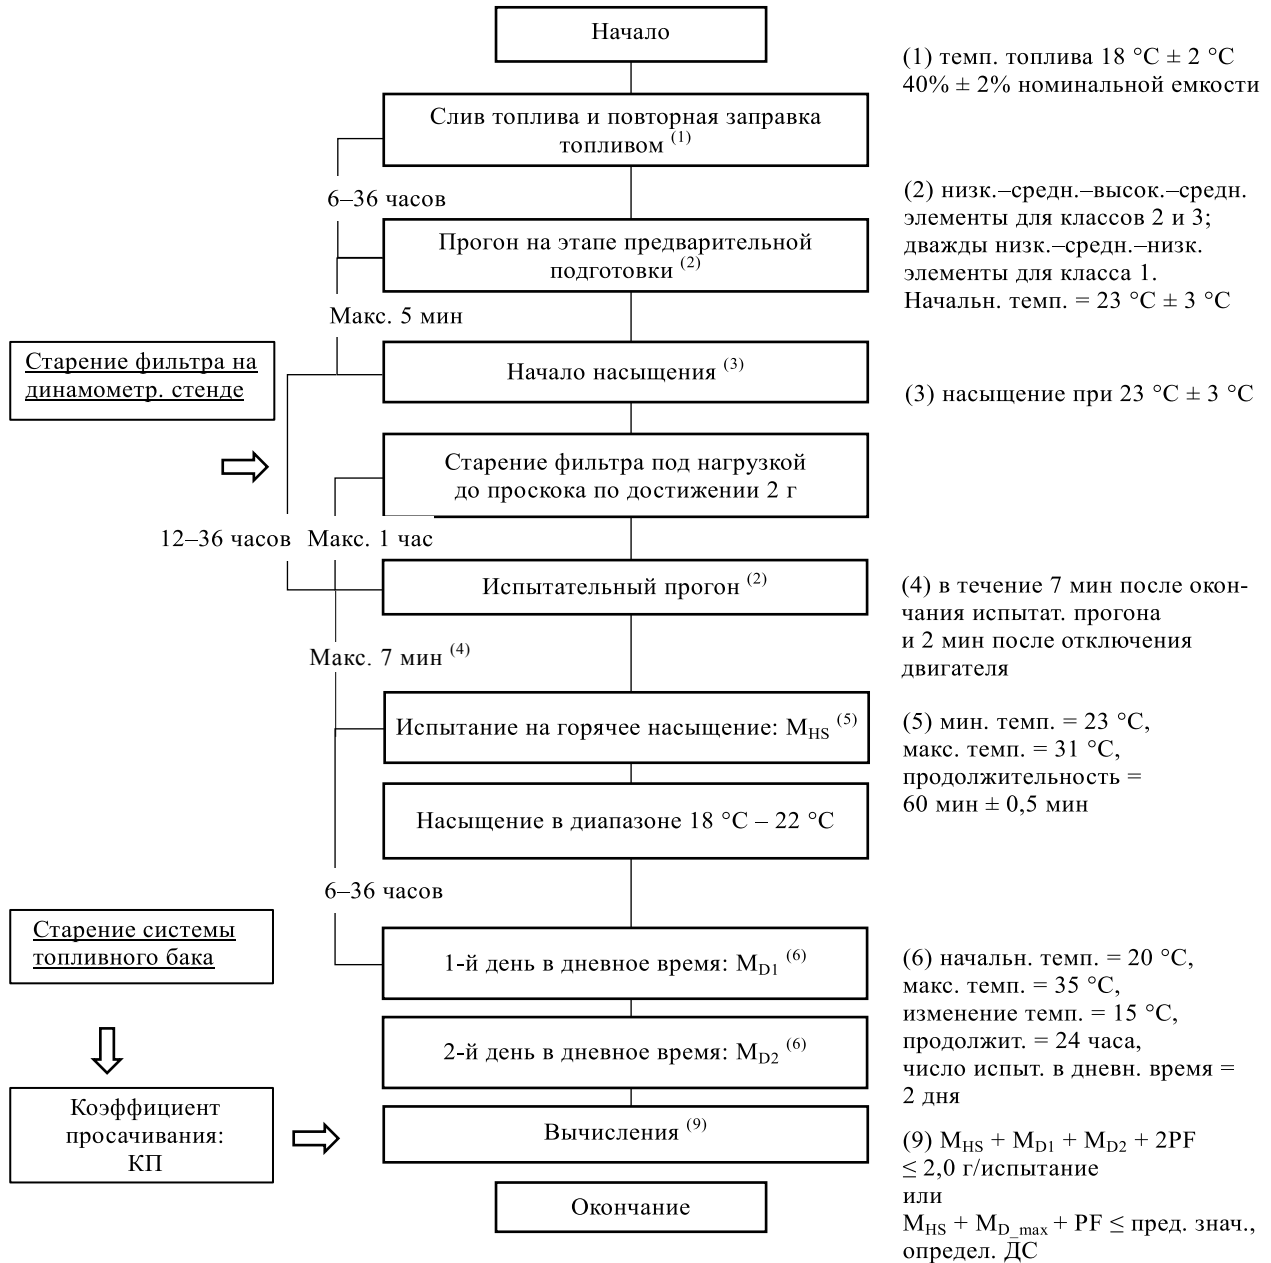 Начало
(1) темп. топлива 18 °C ± 2 °C
40% ± 2% номинальной емкости
Слив топлива и повторная заправка
топливом (1)
6–36 часов
(2) низк.–средн.–высок.–средн.
элементы для классов 2 и 3;
дважды низк.–средн.–низк.
элементы для класса 1.
Начальн. темп. = 23 °C ± 3 °C
Прогон на этапе предварительной
подготовки (2)
Макс. 5 мин
Старение фильтра на
динамометр. стенде
Начало насыщения (3)
(3) насыщение при 23 °C ± 3 °C
Старение фильтра под нагрузкой
до проскока по достижении 2 г
12–36 часов
Макс. 1 час
Испытательный прогон (2)
(4) в течение 7 мин после окон-
чания испытат. прогона
и 2 мин после отключения
двигателя
Макс. 7 мин (4)
Испытание на горячее насыщение: MHS (5)
(5) мин. темп. = 23 °C,
макс. темп. = 31 °C,
продолжительность =
60 мин ± 0,5 мин
Насыщение в диапазоне 18 °C – 22 °C
6–36 часов
Старение системы
топливного бака
1-й день в дневное время: MD1 (6)
(6) начальн. темп. = 20 °C,
макс. темп. = 35 °C,
изменение темп. = 15 °C,
продолжит. = 24 часа,
число испыт. в дневн. время =
2 дня
2-й день в дневное время: MD2 (6)
Коэффициент
просачивания:
КП
Вычисления (9)
(9) MHS + MD1 + MD2 + 2PF
≤ 2,0 г/испытание
или
MHS + MD_max + PF ≤ пред. знач.,
определ. ДС
Окончание